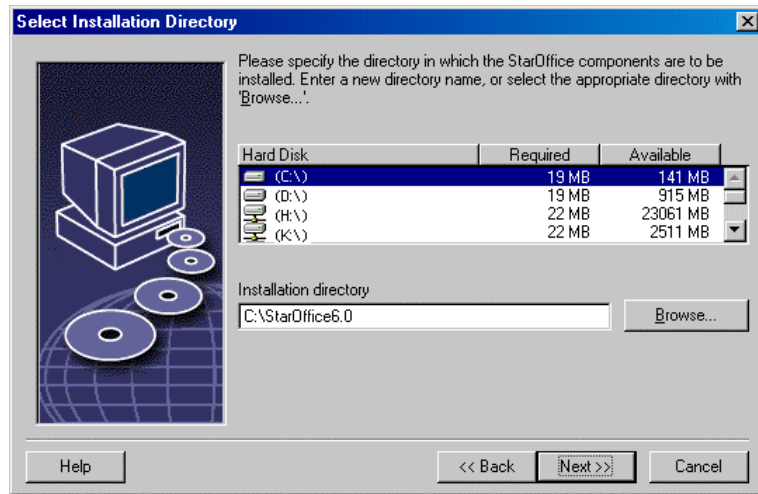 Select Installation Directory
Please specify the directory in which the StarOffice components are to be
installed. Enter a new directory name, or select the appropriate directory with
'Browse...'.
Hard Disk Required Available
(C:\) 19 MB 141 MB
(D:\) 19 MB 915 MB
(H:\) 22 MB 23061 MB
(K:\) 22 MB 2511 MB
Installation directory
C:\StarOffice6.0 Browse...
Help << Back Next >> Cancel